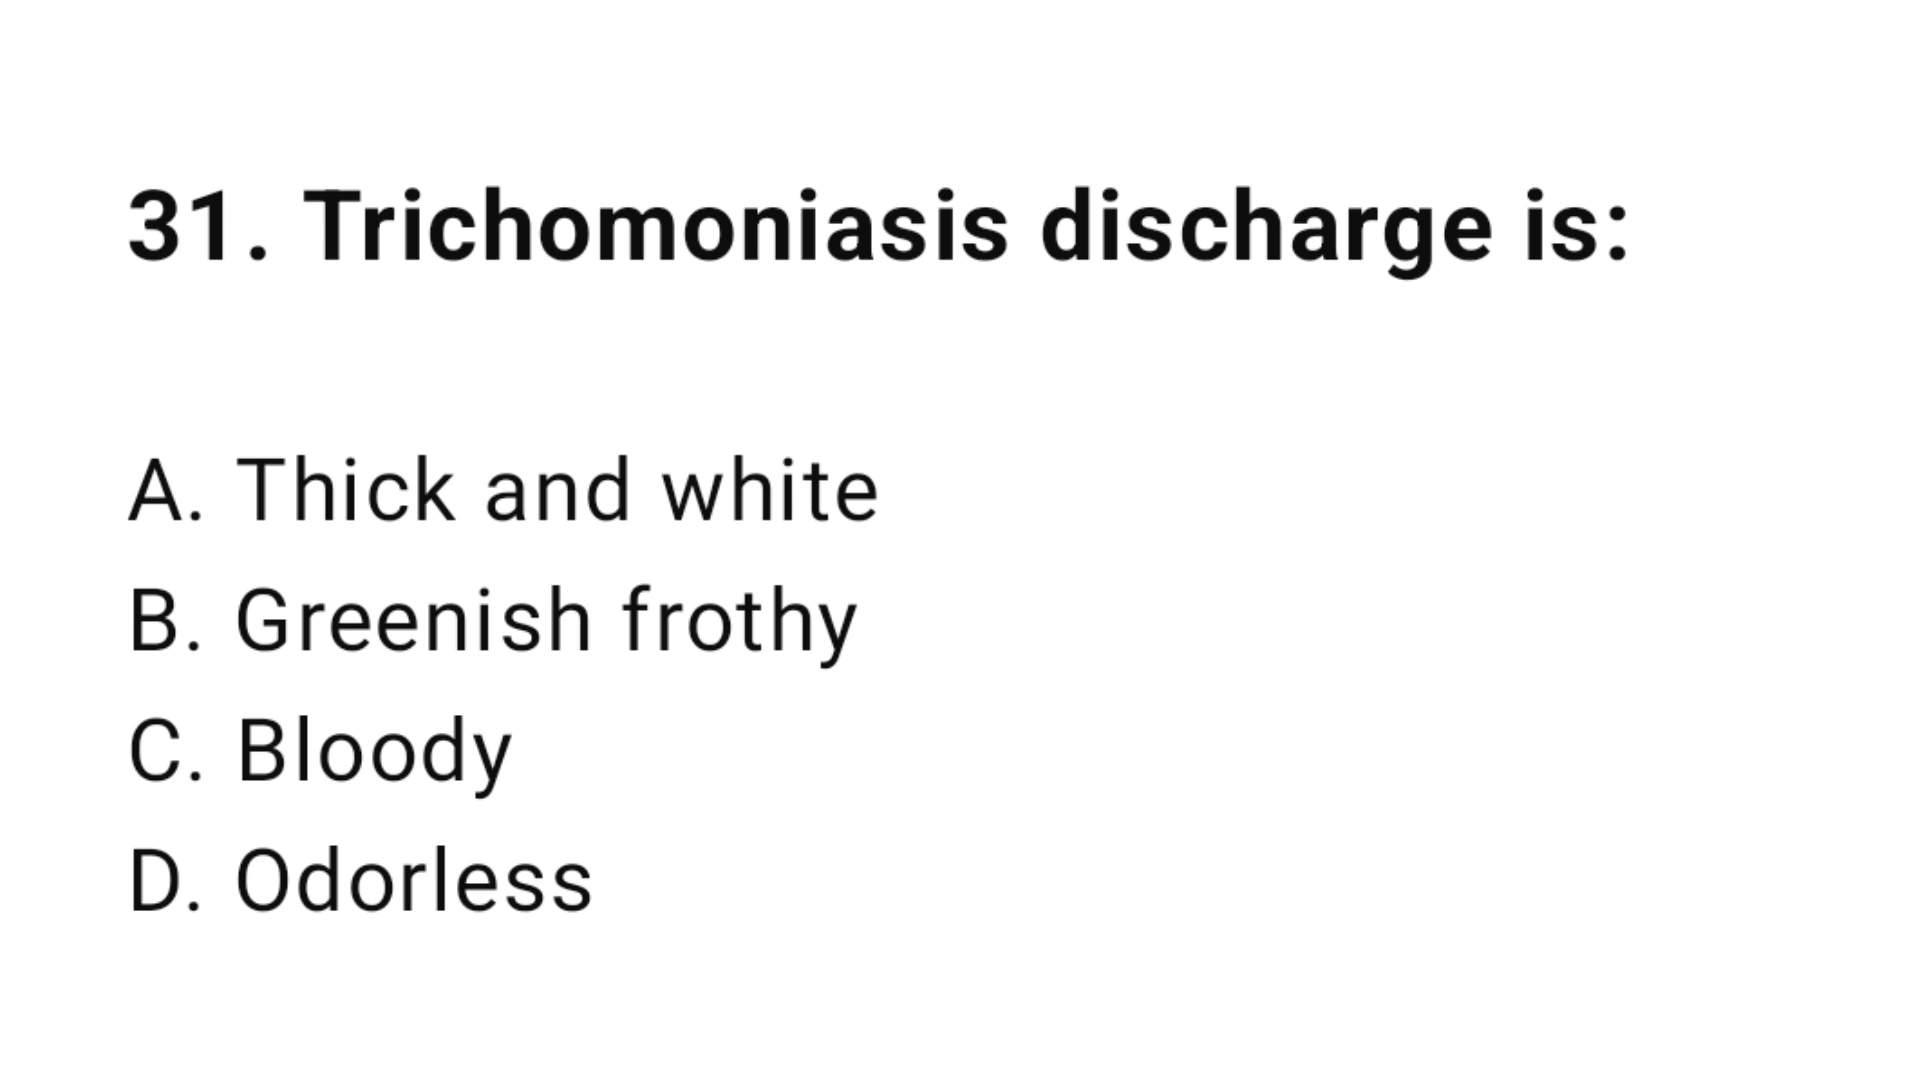 31. Trichomoniasis discharge is:
A. Thick and white
B. Greenish frothy
C. Bloody
D. Odorless